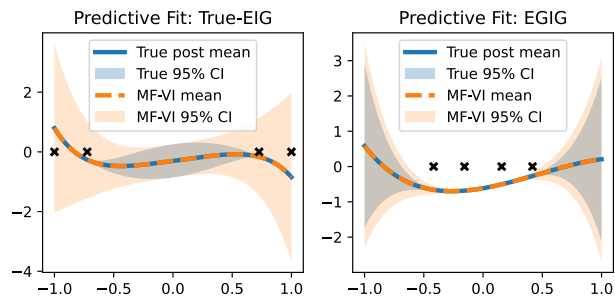 Predictive Fit: True-EIG
True post mean
True 95% CI
MF-VI mean
MF-VI 95% CI
2
0
−2
−4
−1.0 −0.5 0.0 0.5 1.0
Predictive Fit: EGIG
True post mean
True 95% CI
MF-VI mean
MF-VI 95% CI
3
2
1
0
−1
−2
−1.0 −0.5 0.0 0.5 1.0